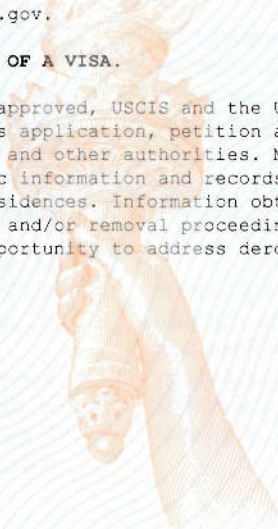 .gov.
OF A VISA.
approved, USCIS and the U
s application, petition a
and other authorities. 
c information and records
sidences. Information obt
and/or removal proceedin
portunity to address dero